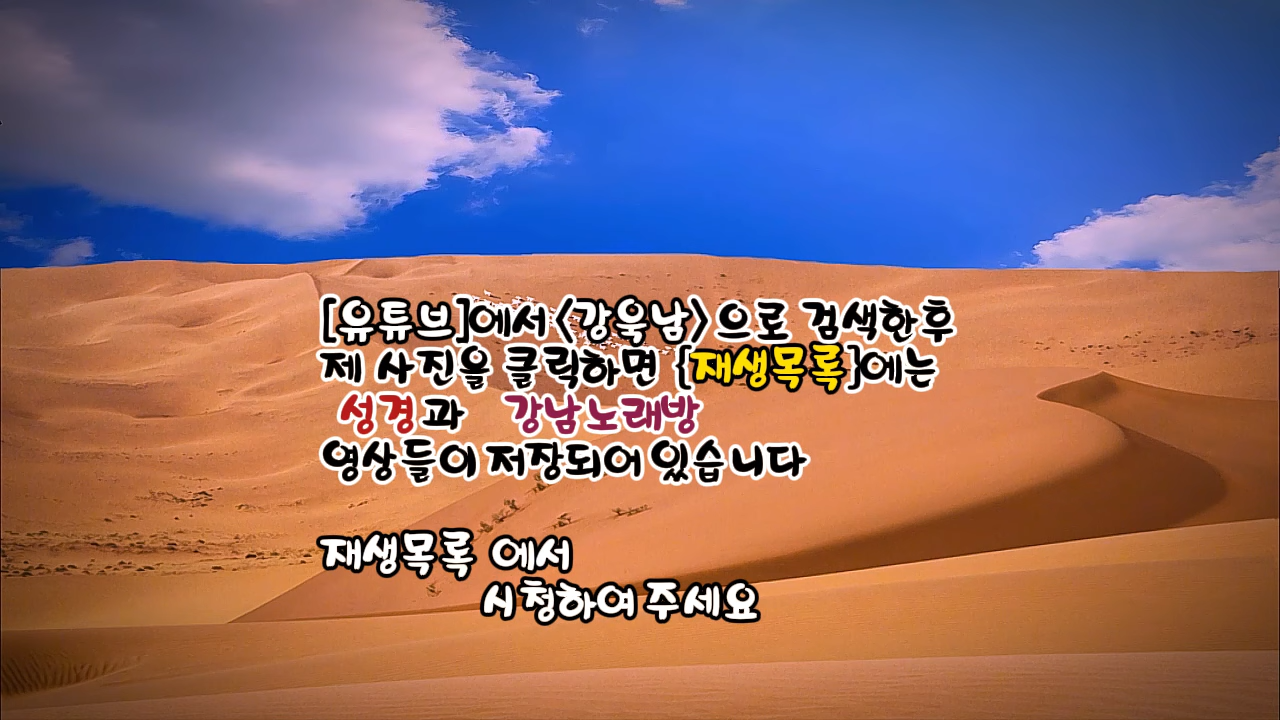 [유튜브]에서<강욱남>으로 검색한후
제 사진을 클릭하면 {재생목록}에는
성경과 강남노래방
영상들이 저장되어 있습니다
재생목록 에서
시청하여 주세요